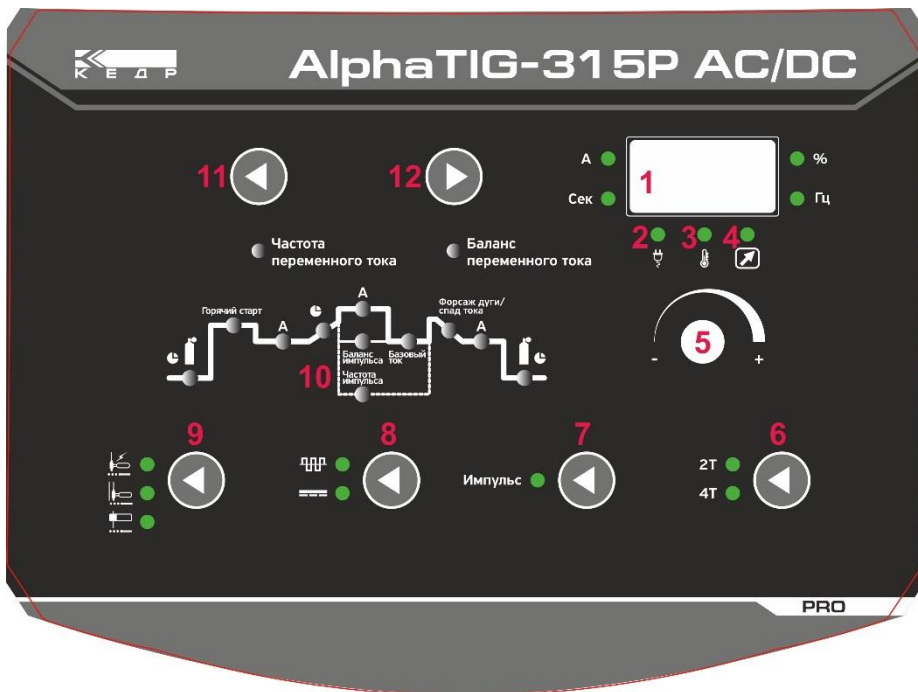 КЕДР
AlphaTIG-315P AC/DC
11
12
А
1
%
Сек
Гц
2
3
4
Частота
переменного тока
Баланс
переменного тока
А
Горячий старт
А
Форсаж дуги/
спад тока
А
Баланс
импульса
Базовый
ток
10
Частота
импульса
5
-
+
9
8
7
6
Импульс
2Т
4Т
PRO